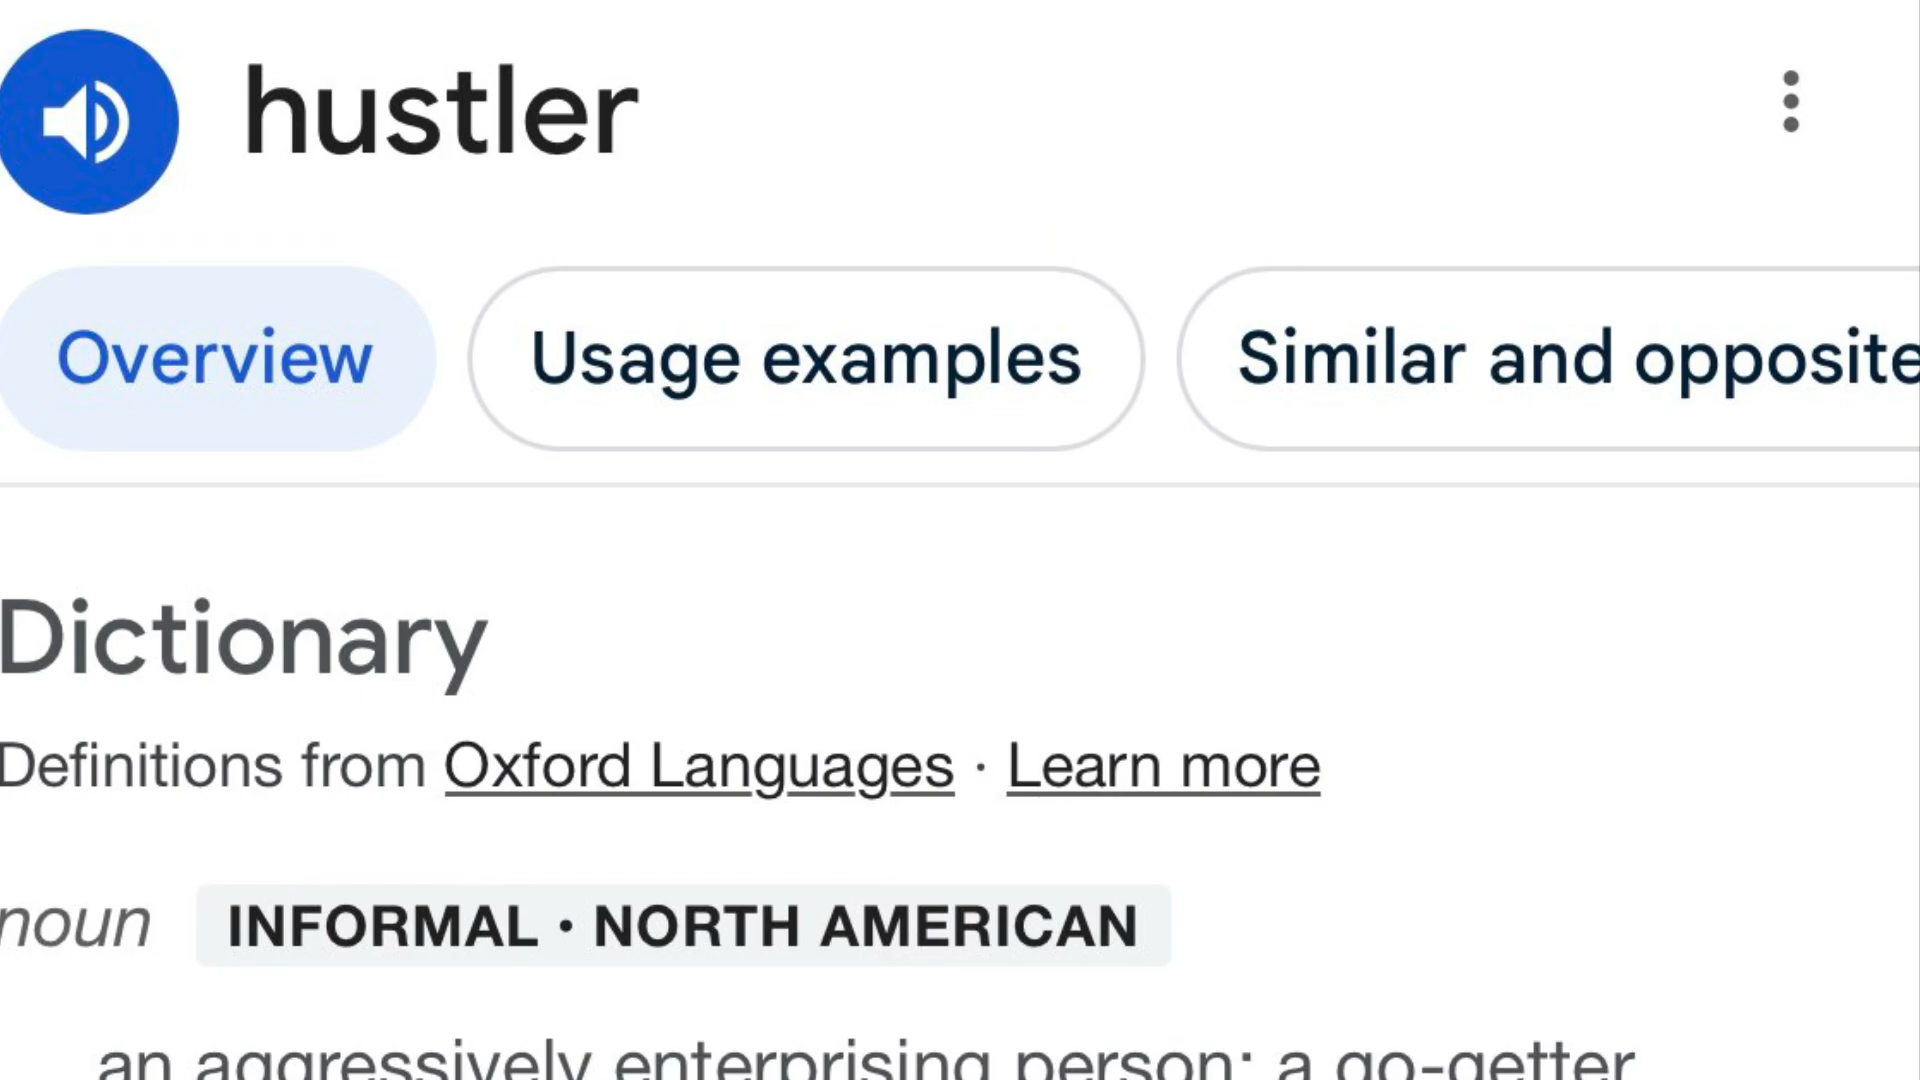 hustler
Overview Usage examples Similar and opposite
Dictionary
Definitions from Oxford Languages · Learn more
noun INFORMAL • NORTH AMERICAN
an aggressively enterprising person; a go-getter